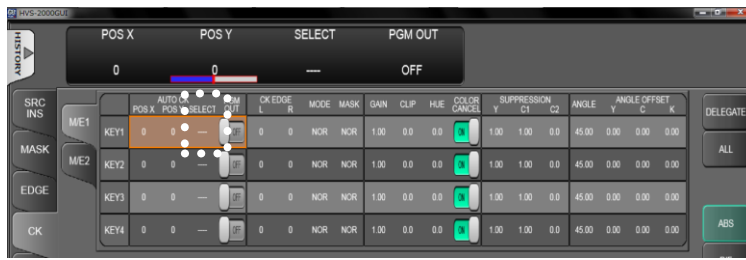 HVS-2000GUI
HISTORY
POS X POS Y SELECT PGM OUT
0 0 ---- OFF
SRC INS
MASK
EDGE
CK
M/E1
M/E2
AUTO CK CK EDGE SUPPRESSION ANGLE OFFSET
POS X POS Y SELECT OUT L R MODE MASK GAIN CLIP HUE COLOR CANCEL Y C1 C2 ANGLE Y C K
KEY1 0 0 ---- OFF 0 0 NOR NOR 1.00 0.0 0.0 ON 1.00 1.00 0.0 45.00 0.00 0.00 0.00
KEY2 0 0 ---- OFF 0 0 NOR NOR 1.00 0.0 0.0 ON 1.00 1.00 0.0 45.00 0.00 0.00 0.00
KEY3 0 0 ---- OFF 0 0 NOR NOR 1.00 0.0 0.0 ON 1.00 1.00 0.0 45.00 0.00 0.00 0.00
KEY4 0 0 ---- OFF 0 0 NOR NOR 1.00 0.0 0.0 ON 1.00 1.00 0.0 45.00 0.00 0.00 0.00
DELEGATE
ALL
ABS